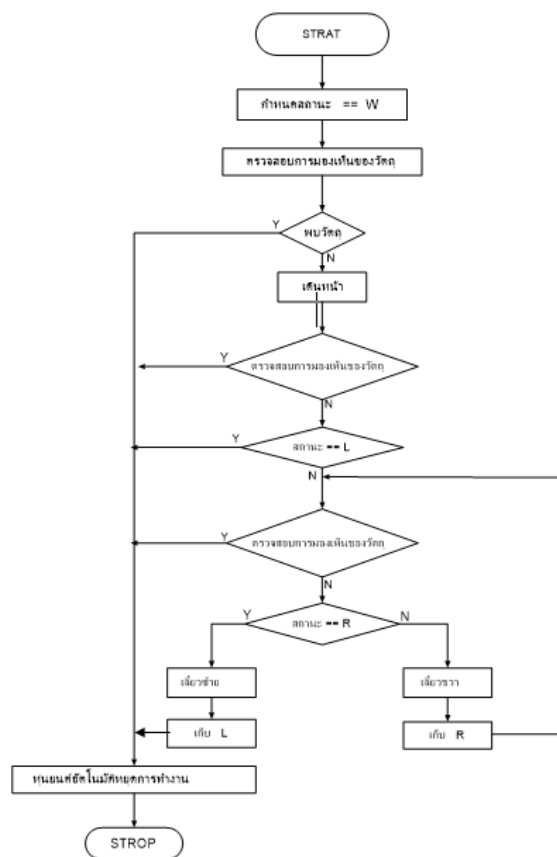 STRAT
กำหนดสถานะ == W
ตรวจสอบการมองเห็นของวัตถุ
Y
พบวัตถุ
N
เดินหน้า
Y
ตรวจสอบการมองเห็นของวัตถุ
N
Y
สถานะ == L
N
Y
ตรวจสอบการมองเห็นของวัตถุ
N
Y
สถานะ == R
N
เลี้ยวซ้าย
เลี้ยวขวา
เก็บ L
เก็บ R
หุ่นยนต์อัตโนมัติหยุดการทำงาน
STROP